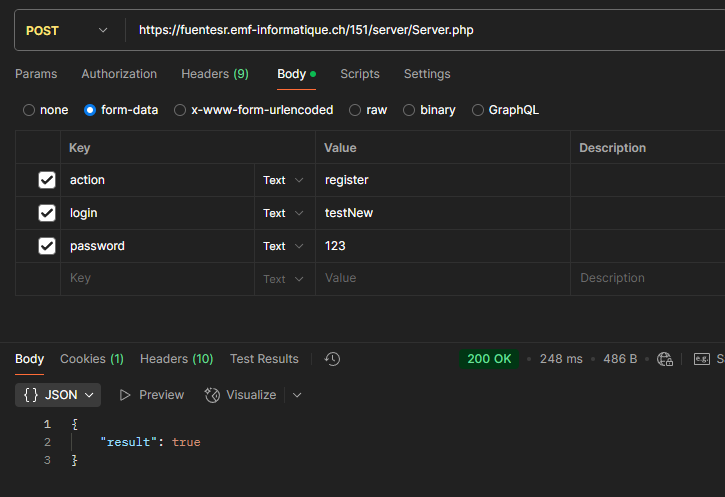 POST https://fuentesr.emf-informatique.ch/151/server/Server.php
Params Authorization Headers (9) Body Scripts Settings
none form-data x-www-form-urlencoded raw binary GraphQL
Key Value Description
action Text register
login Text testNew
password Text 123
Key Text Value Description
Body Cookies (1) Headers (10) Test Results 200 OK 248 ms 486 B e.g. S
{} JSON Preview Visualize
1 {
2 "result": true
3 }